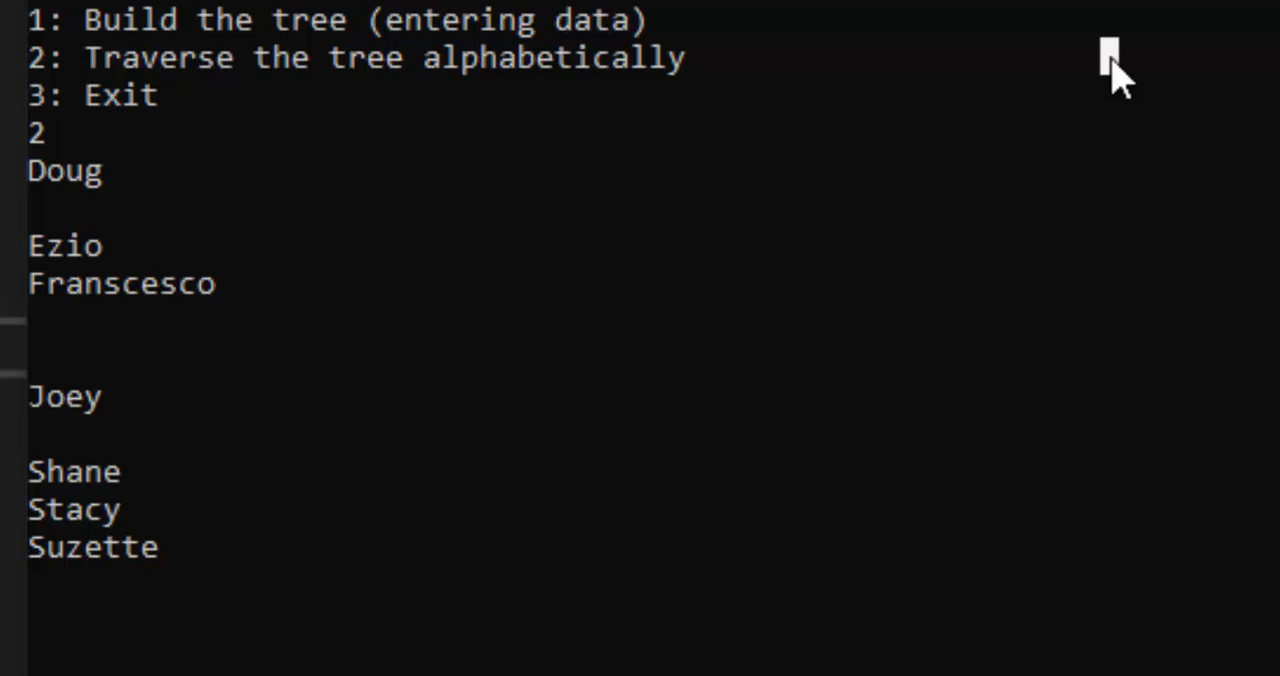 1: Build the tree (entering data)
2: Traverse the tree alphabetically
3: Exit
2
Doug
Ezio
Franscesco
Joey
Shane
Stacy
Suzette